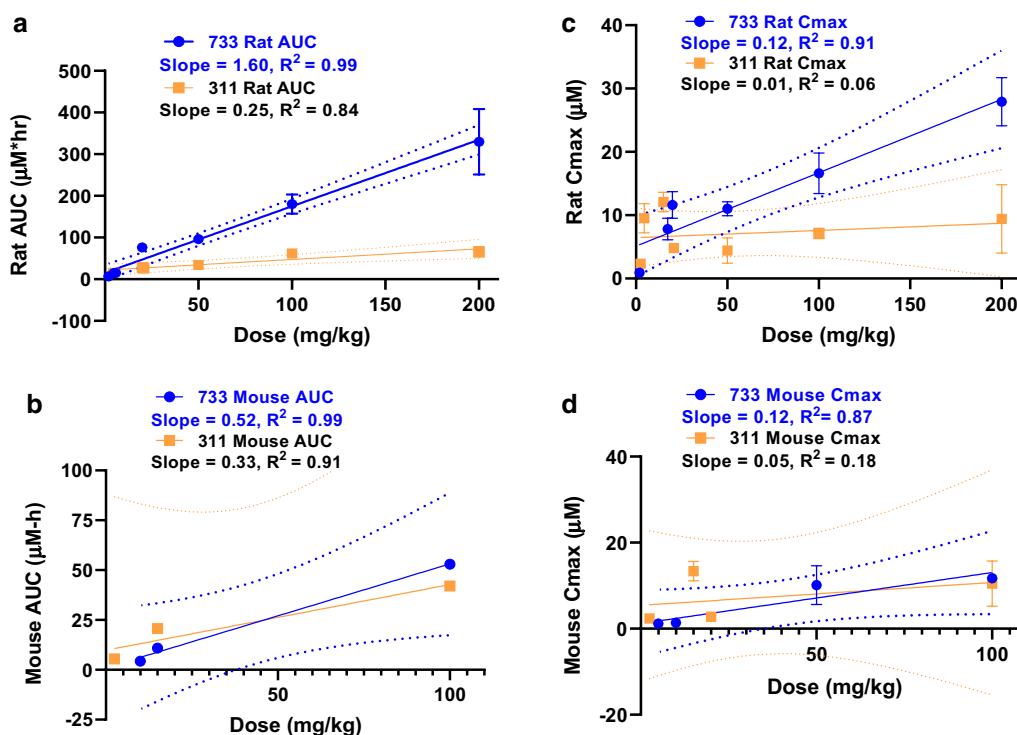 a
733 Rat AUC
Slope = 1.60, R² = 0.99
311 Rat AUC
Slope = 0.25, R² = 0.84
500
400
300
200
100
0
-100
50
100
150
200
Rat AUC (µM*hr)
Dose (mg/kg)
c
733 Rat Cmax
Slope = 0.12, R² = 0.91
311 Rat Cmax
Slope = 0.01, R² = 0.06
40
30
20
10
0
0
50
100
150
200
Rat Cmax (µM)
Dose (mg/kg)
b
733 Mouse AUC
Slope = 0.52, R² = 0.99
311 Mouse AUC
Slope = 0.33, R² = 0.91
100
75
50
25
0
-25
50
100
Mouse AUC (µM-h)
Dose (mg/kg)
d
733 Mouse Cmax
Slope = 0.12, R²= 0.87
311 Mouse Cmax
Slope = 0.05, R² = 0.18
40
20
0
-20
50
100
Mouse Cmax (µM)
Dose (mg/kg)